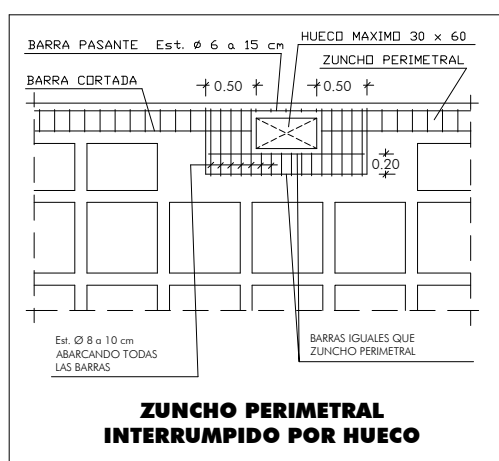 BARRA PASANTE Est. ø 6 a 15 cm
HUECO MAXIMO 30 x 60
ZUNCHO PERIMETRAL
BARRA CORTADA
0.50
0.50
0.20
Est. Ø 8 a 10 cm
ABARCANDO TODAS
LAS BARRAS
BARRAS IGUALES QUE
ZUNCHO PERIMETRAL
ZUNCHO PERIMETRAL
INTERRUMPIDO POR HUECO